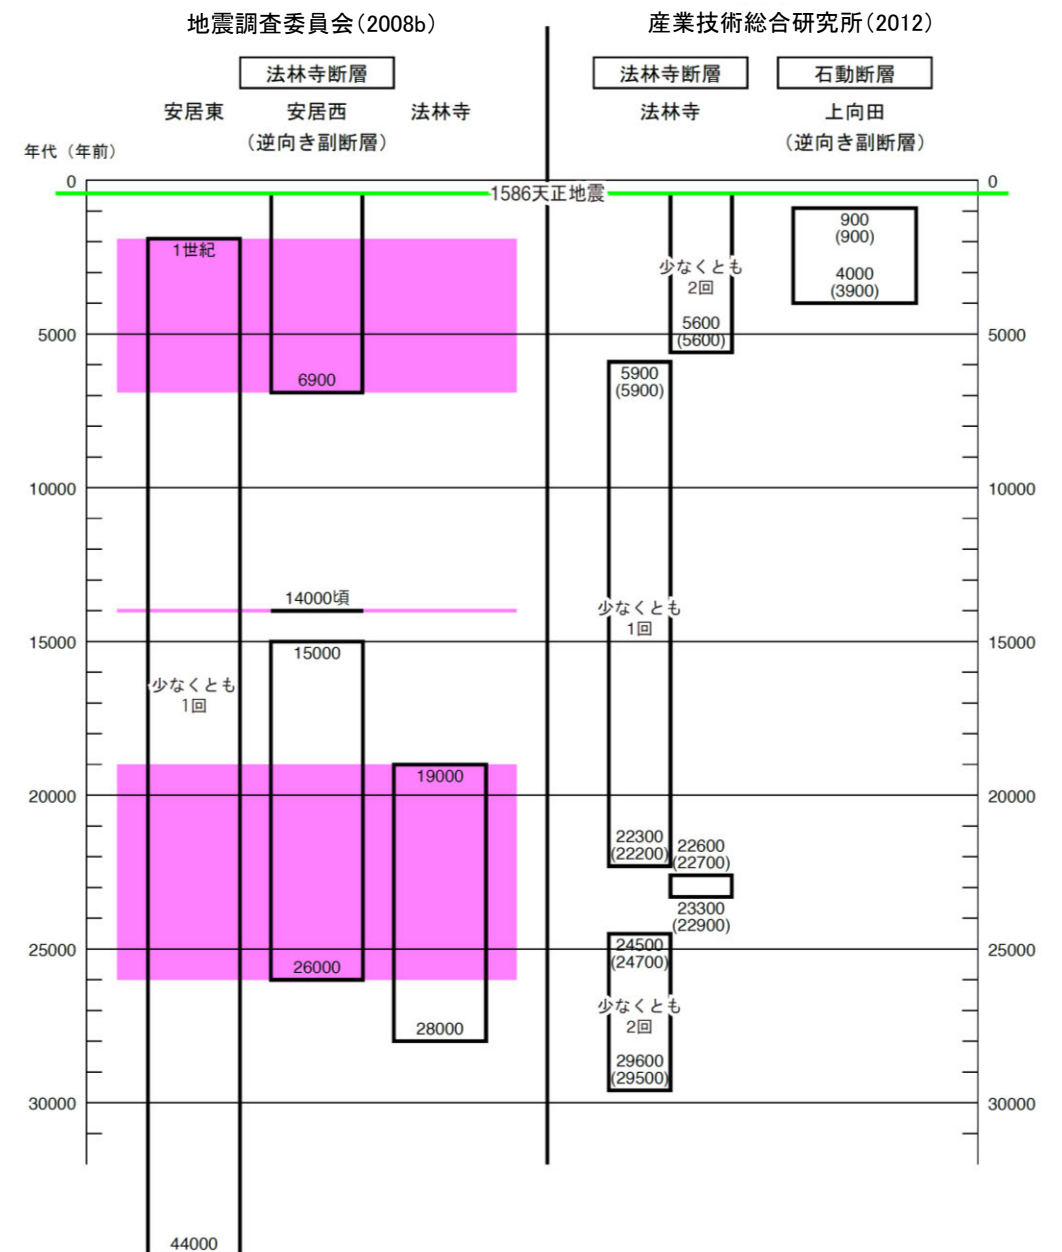 地震調査委員会(2008b)
産業技術総合研究所(2012)
法林寺断層
法林寺断層
石動断層
安居東
安居西
法林寺
法林寺
上向田
(逆向き副断層)
(逆向き副断層)
年代(年前)
0
0
1586天正地震
1世紀
900
(900)
少なくとも
2回
4000
(3900)
5600
(5600)
5000
5000
5900
(5900)
6900
10000
10000
14000頃
少なくとも
1回
15000
15000
15000
少なくとも
1回
19000
20000
20000
22300
(22200)
22600
(22700)
23300
(22900)
24500
(24700)
25000
25000
26000
少なくとも
2回
28000
29600
(29500)
30000
30000
44000